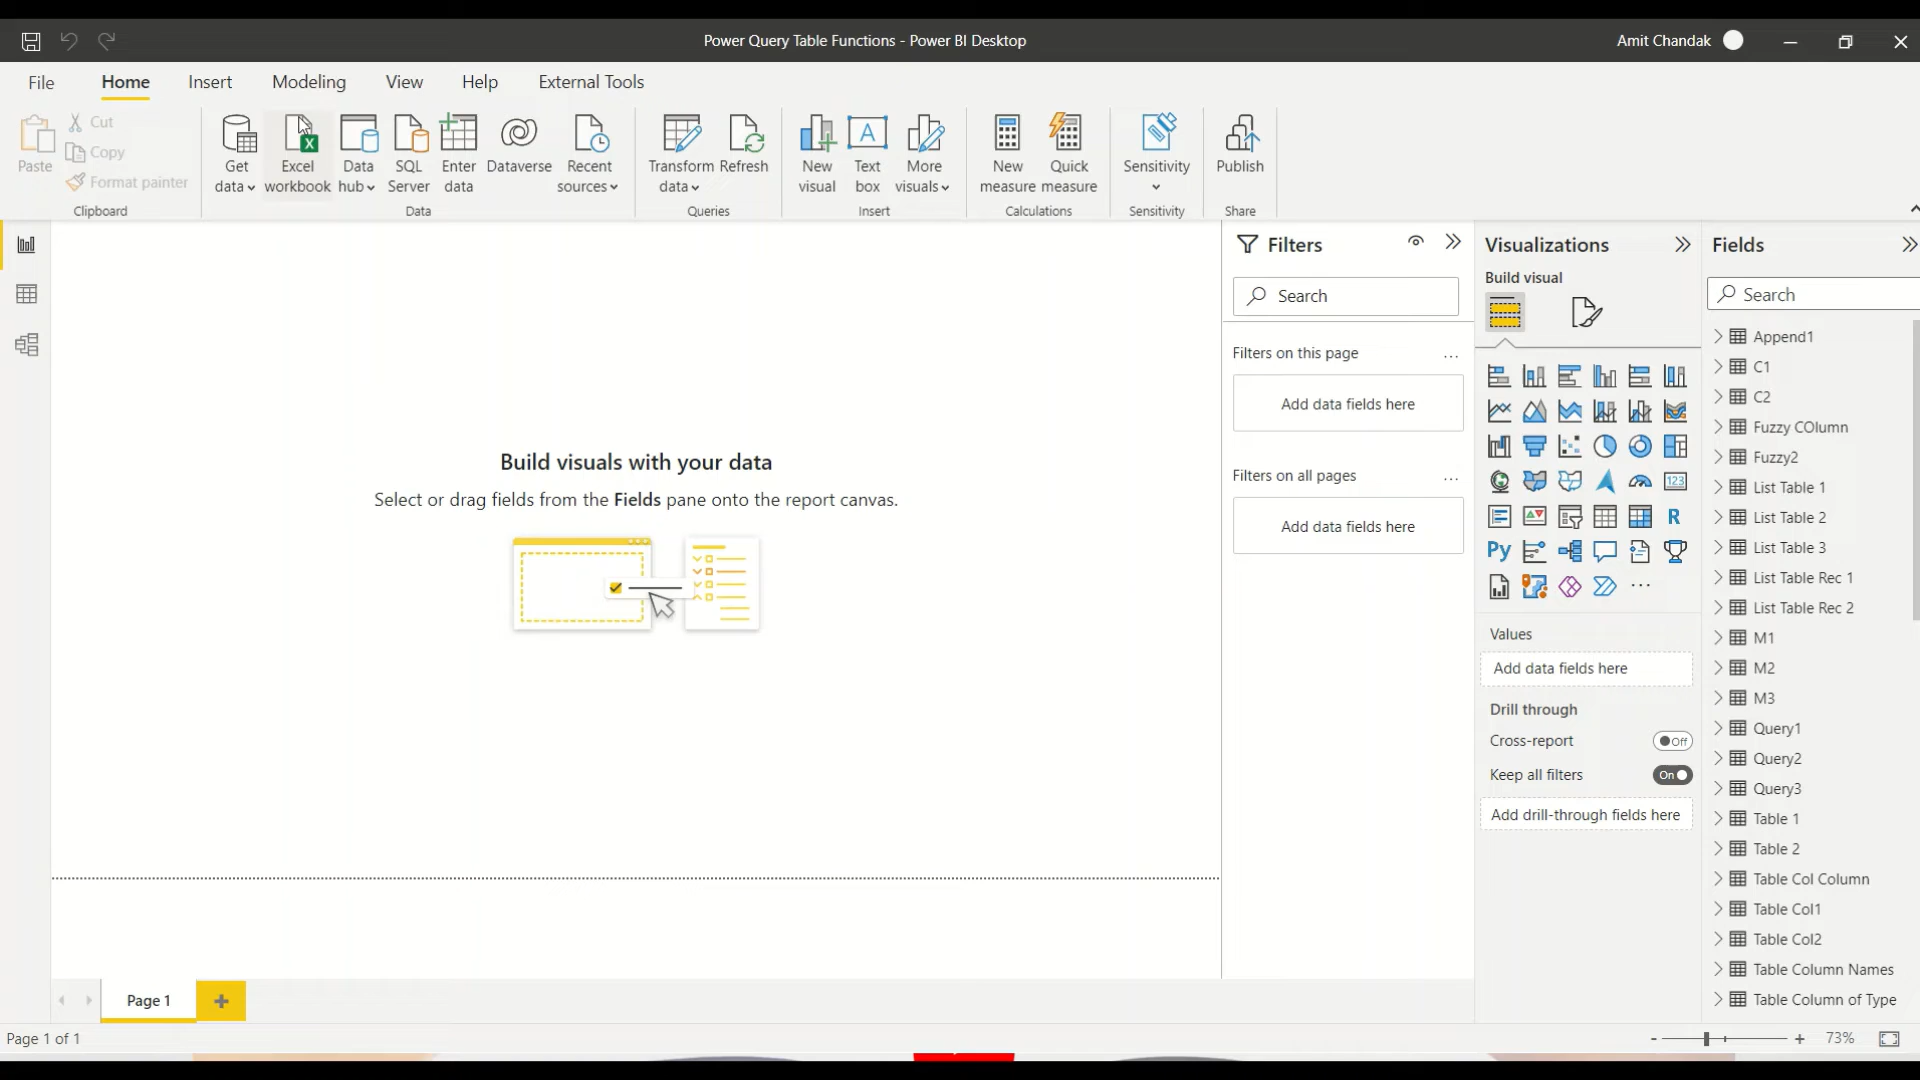 Power Query Table Functions - Power BI Desktop
Amit Chandak
File
Home
Insert
Modeling
View
Help
External Tools
Paste
Cut
Copy
Format painter
Clipboard
Get
data
Excel
workbook
Data
hub
SQL
Server
Enter
data
Dataverse
Recent
sources
Data
Transform
data
Refresh
Queries
New
visual
Text
box
More
visuals
Insert
New
measure
Quick
measure
Calculations
Sensitivity
Sensitivity
Publish
Share
Build visuals with your data
Select or drag fields from the Fields pane onto the report canvas.
Filters
Search
Filters on this page
...
Add data fields here
Filters on all pages
...
Add data fields here
Visualizations
Build visual
123
R
Py
...
Values
Add data fields here
Drill through
Cross-report
Off
Keep all filters
On
Add drill-through fields here
Fields
Search
Append1
C1
C2
Fuzzy COlumn
Fuzzy2
List Table 1
List Table 2
List Table 3
List Table Rec 1
List Table Rec 2
M1
M2
M3
Query1
Query2
Query3
Table 1
Table 2
Table Col Column
Table Col1
Table Col2
Table Column Names
Table Column of Type
Page 1
+
Page 1 of 1
- + 73%